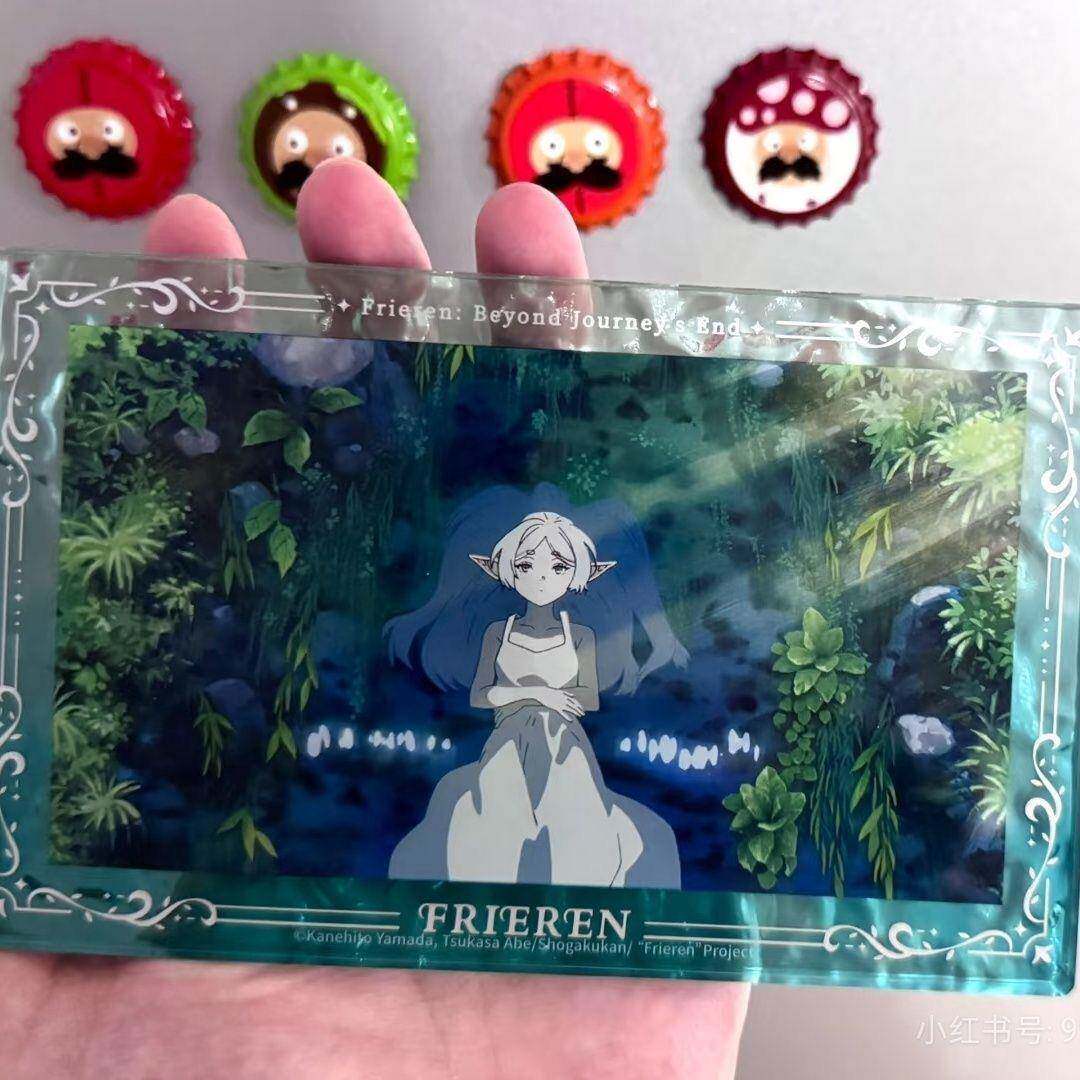 ✦ Frieren: Beyond Journey's End ✦
FRIEREN
©Kanehito Yamada, Tsukasa Abe/Shogakukan/ "Frieren"Project
小红书号: 9